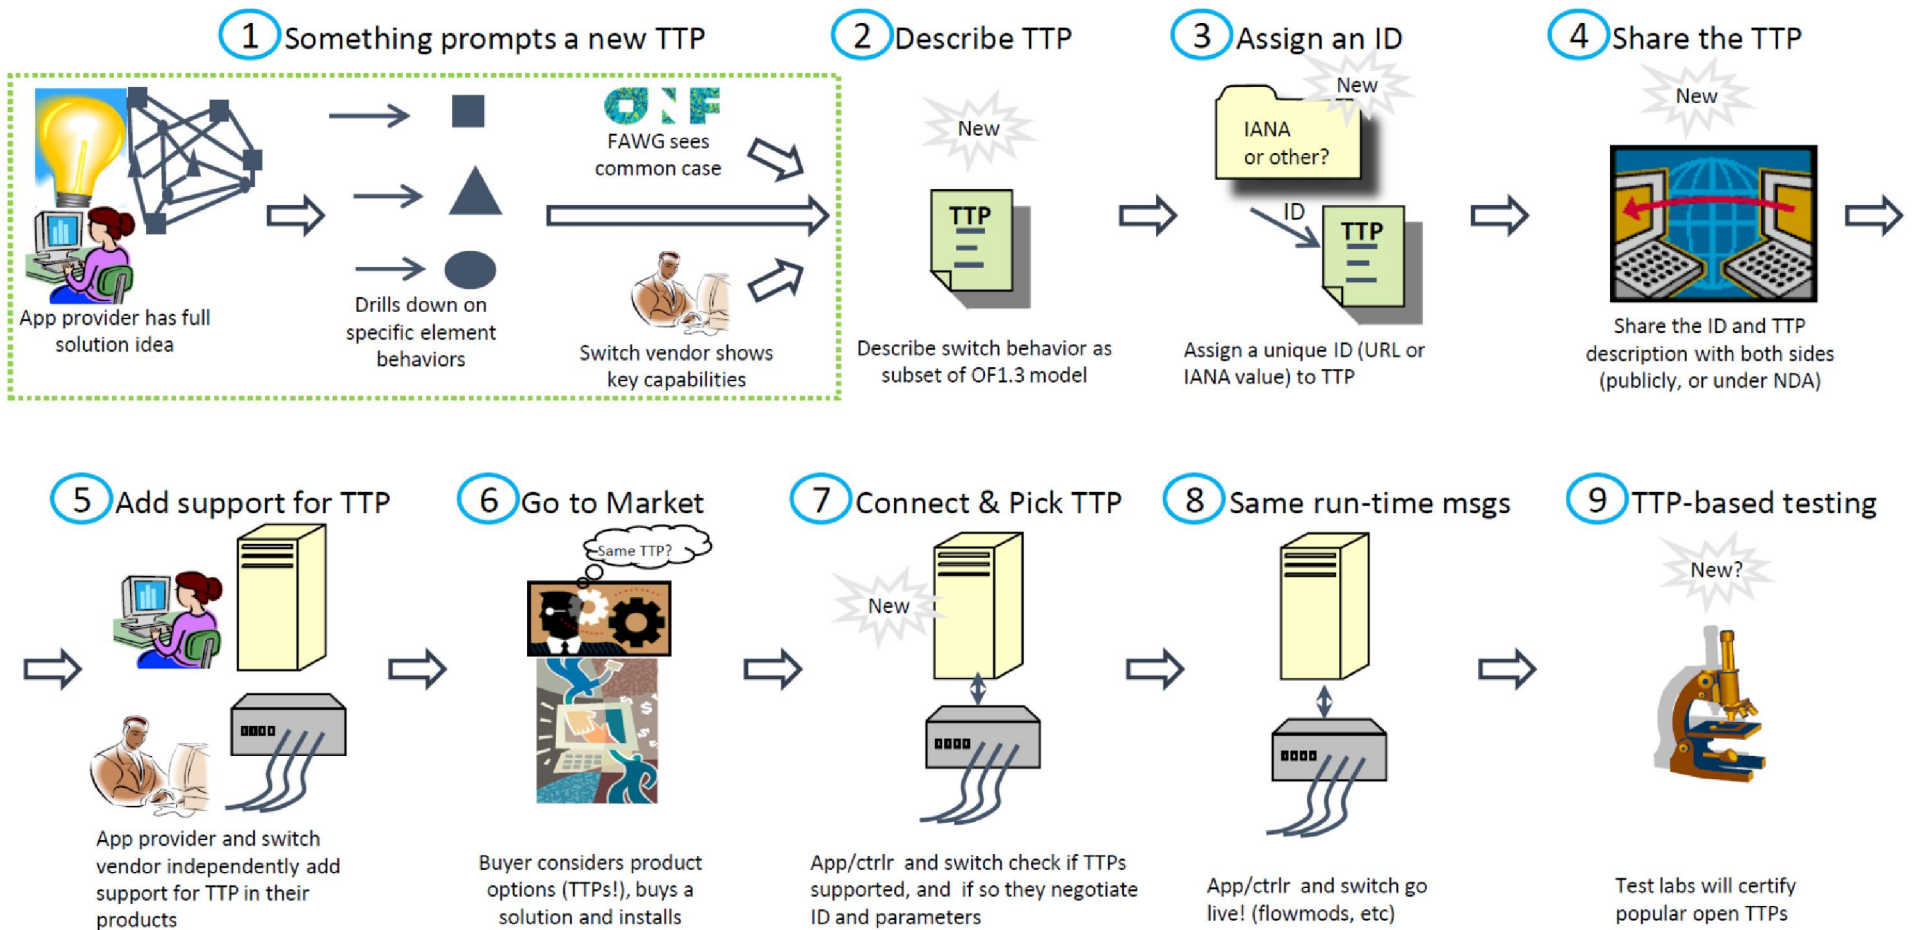 1 Something prompts a new TTP
App provider has full
solution idea
Drills down on
specific element
behaviors
ONF
FAWG sees
common case
Switch vendor shows
key capabilities
2 Describe TTP
New
TTP
Describe switch behavior as
subset of OF1.3 model
3 Assign an ID
New
IANA
or other?
ID
TTP
Assign a unique ID (URL or
IANA value) to TTP
4 Share the TTP
New
Share the ID and TTP
description with both sides
(publicly, or under NDA)
5 Add support for TTP
App provider and switch
vendor independently add
support for TTP in their
products
6 Go to Market
Same TTP?
$
$
$
Buyer considers product
options (TTPs!), buys a
solution and installs
7 Connect & Pick TTP
New
App/ctrlr and switch check if TTPs
supported, and if so they negotiate
ID and parameters
8 Same run-time msgs
App/ctrlr and switch go
live! (flowmods, etc)
9 TTP-based testing
New?
Test labs will certify
popular open TTPs